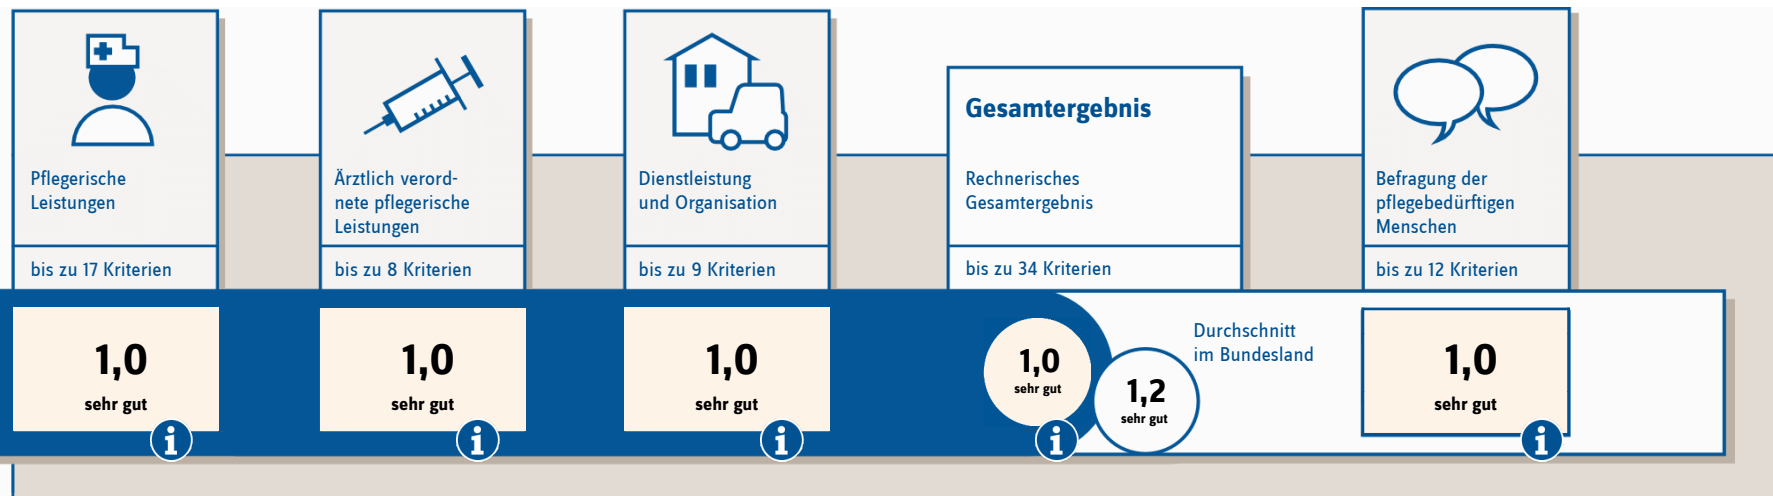 Pflegerische
Leistungen
bis zu 17 Kriterien
1,0
sehr gut
i
Ärztlich verord-
nete pflegerische
Leistungen
bis zu 8 Kriterien
1,0
sehr gut
i
Dienstleistung
und Organisation
bis zu 9 Kriterien
1,0
sehr gut
i
Gesamtergebnis
Rechnerisches
Gesamtergebnis
bis zu 34 Kriterien
1,0
sehr gut
i
1,2
sehr gut
Durchschnitt
im Bundesland
Befragung der
pflegebedürftigen
Menschen
bis zu 12 Kriterien
1,0
sehr gut
i